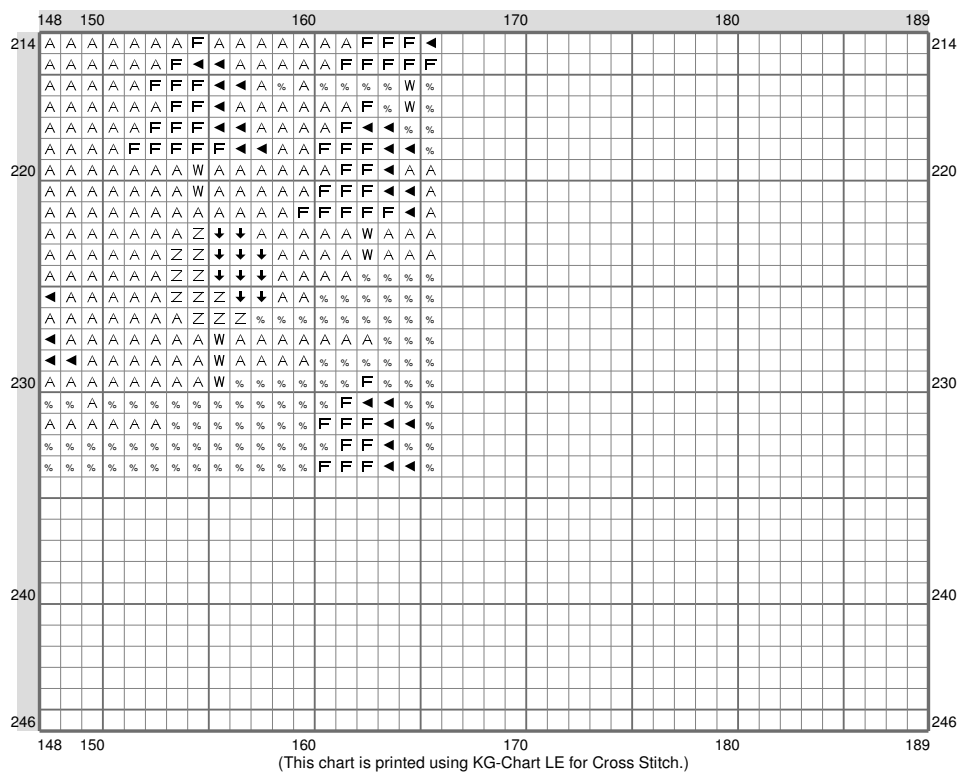 148 150 160 170 180 189
214 A A A A A A A F A A A A A A A F F F ◄ 214
A A A A A A F ◄ ◄ A A A A A F F F F F
A A A A A F F F ◄ ◄ A % A % % % % W %
A A A A A A F F ◄ A A A A A A F % W %
A A A A A F F F ◄ ◄ A A A A F ◄ ◄ % %
A A A A F F F F F ◄ ◄ A A F F F ◄ ◄ %
220 A A A A A A A W A A A A A A F F ◄ A A 220
A A A A A A A W A A A A A F F F ◄ ◄ A
A A A A A A A A A A A A F F F F F ◄ A
A A A A A A A Z ↓ ↓ A A A A A W A A A
A A A A A A Z Z ↓ ↓ ↓ A A A A W A A A
A A A A A A Z Z ↓ ↓ ↓ A A A A % % % %
◄ A A A A A Z Z Z ↓ ↓ A A % % % % % %
A A A A A A A Z Z Z % % % % % % % % %
◄ A A A A A A A W A A A A A A A % % %
◄ ◄ A A A A A A W A A A A % % % % % %
230 A A A A A A A A W % % % % % % F % % % 230
% % A % % % % % % % % % % % F ◄ ◄ % %
A A A A A A % % % % % % % F F F ◄ ◄ %
% % % % % % % % % % % % % % F F ◄ % %
% % % % % % % % % % % % % F F F ◄ ◄ %
240 240
246 246
148 150 160 170 180 189
(This chart is printed using KG-Chart LE for Cross Stitch.)